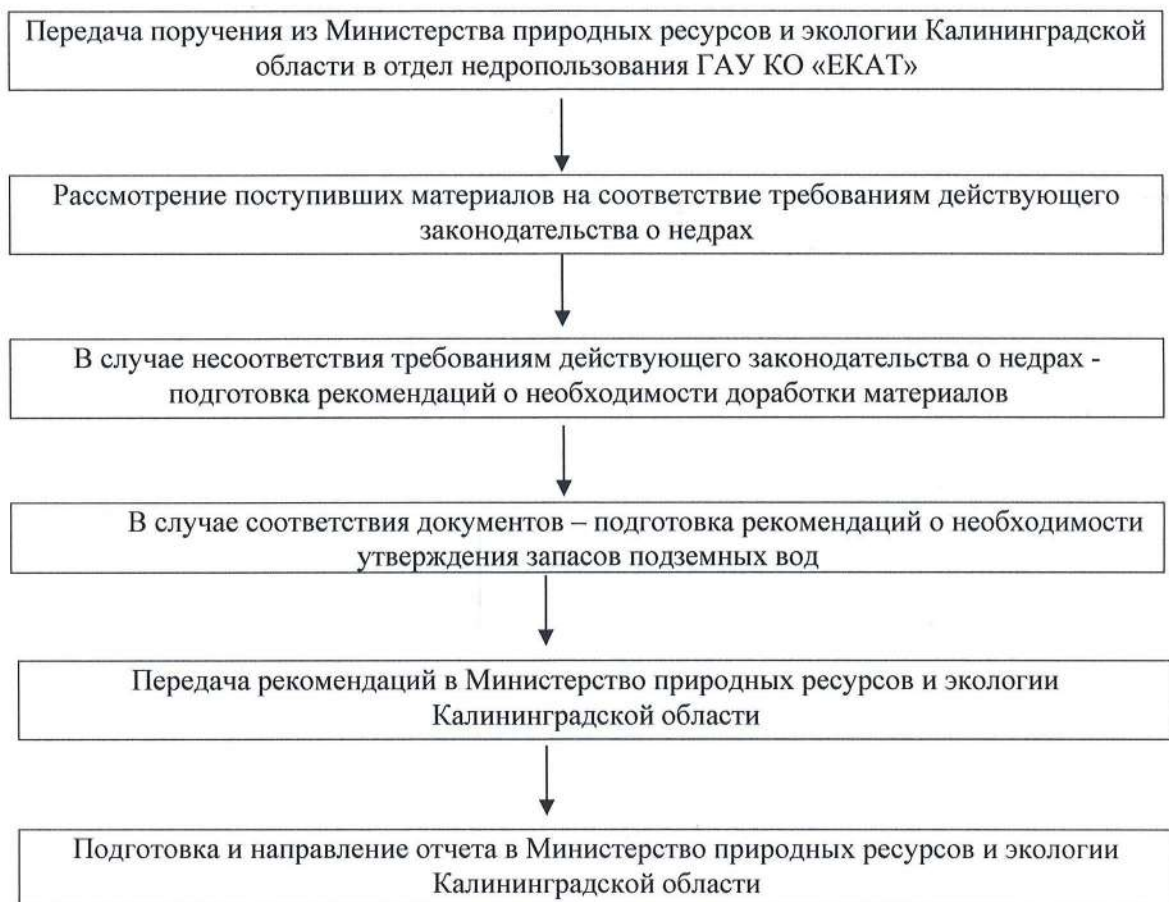 Передача поручения из Министерства природных ресурсов и экологии Калининградской
области в отдел недропользования ГАУ КО «ЕКАТ»
Рассмотрение поступивших материалов на соответствие требованиям действующего
законодательства о недрах
В случае несоответствия требованиям действующего законодательства о недрах -
подготовка рекомендаций о необходимости доработки материалов
В случае соответствия документов – подготовка рекомендаций о необходимости
утверждения запасов подземных вод
Передача рекомендаций в Министерство природных ресурсов и экологии
Калининградской области
Подготовка и направление отчета в Министерство природных ресурсов и экологии
Калининградской области